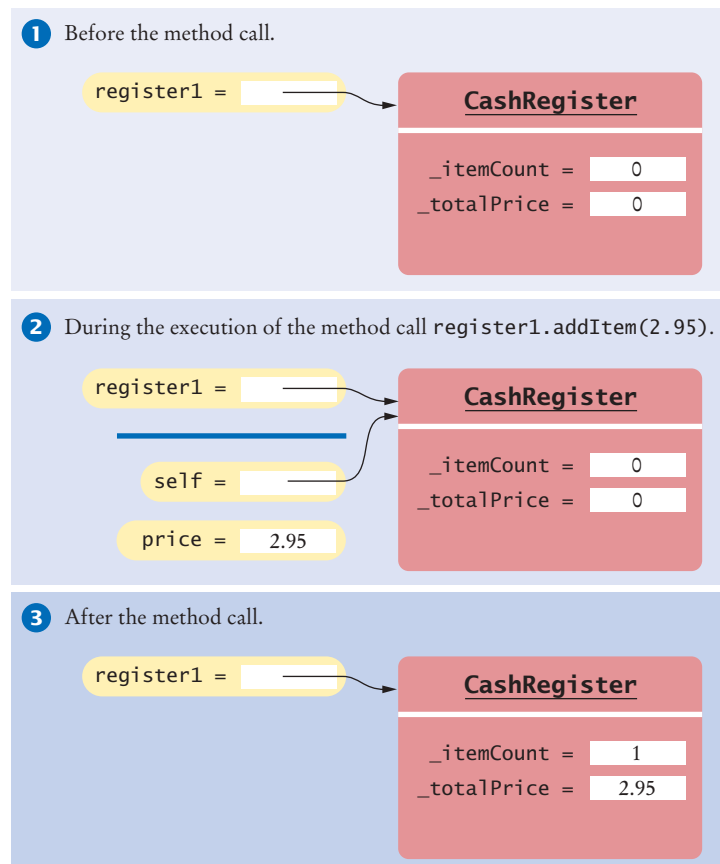 1 Before the method call.
register1 =
CashRegister
_itemCount = 0
_totalPrice = 0
2 During the execution of the method call register1.addItem(2.95).
register1 =
CashRegister
self =
_itemCount = 0
_totalPrice = 0
price = 2.95
3 After the method call.
register1 =
CashRegister
_itemCount = 1
_totalPrice = 2.95